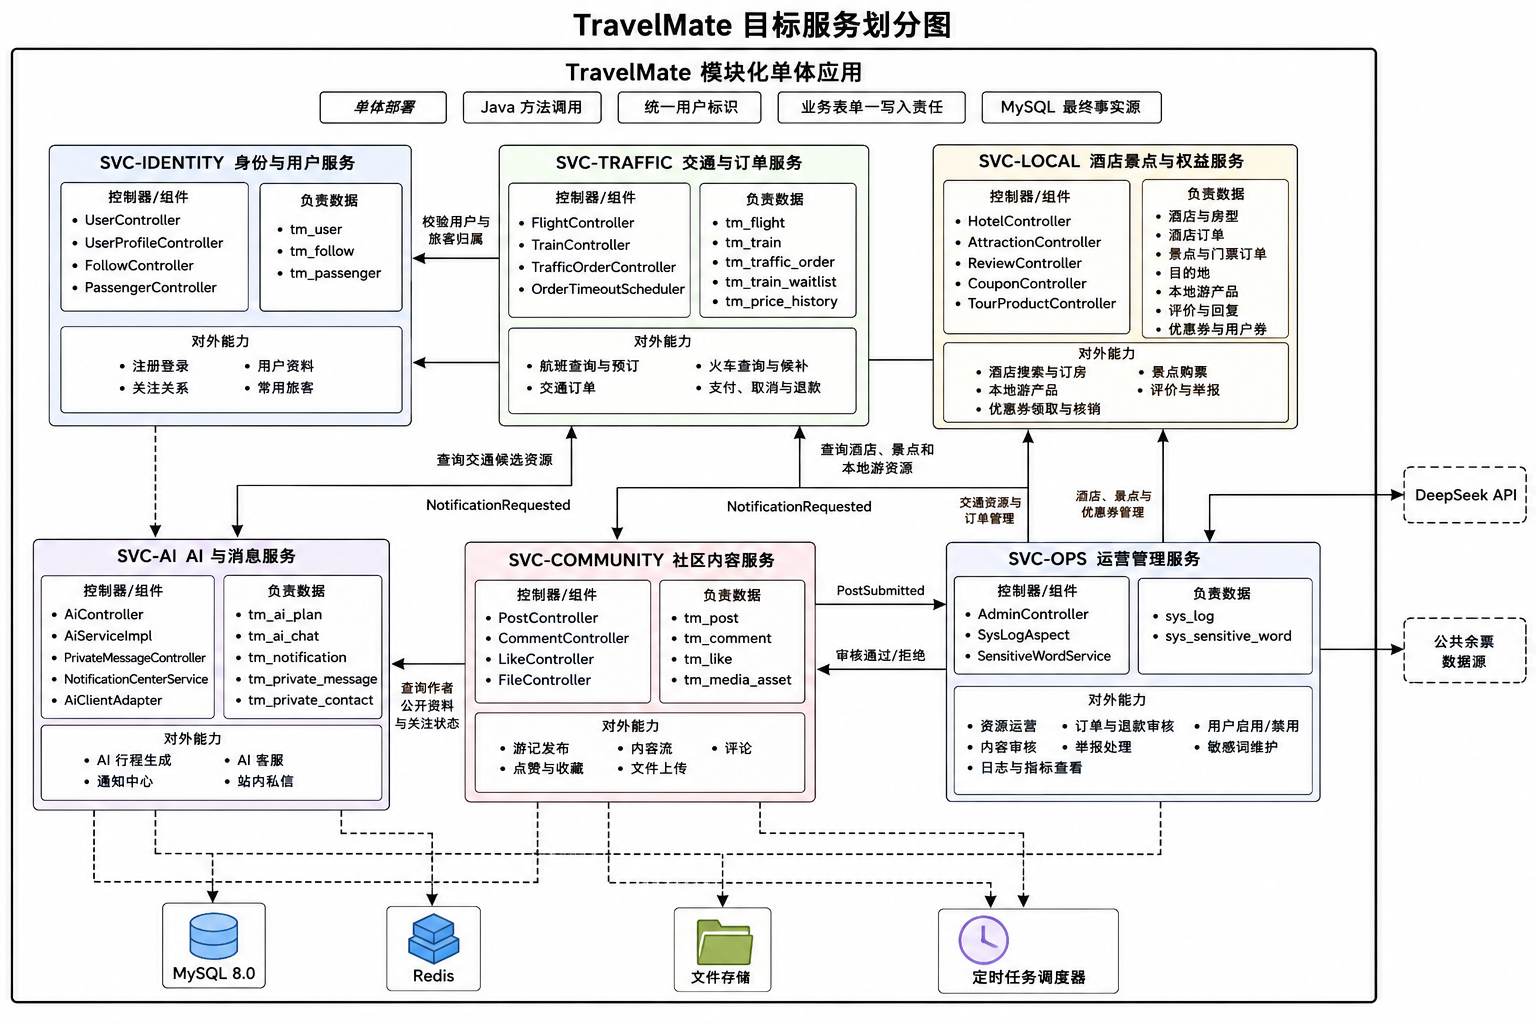 TravelMate 目标服务划分图
TravelMate 模块化单体应用
单体部署
Java 方法调用
统一用户标识
业务表单一写入责任
MySQL 最终事实源
SVC-IDENTITY 身份与用户服务
控制器/组件
• UserController
• UserProfileController
• FollowController
• PassengerController
负责数据
• tm_user
• tm_follow
• tm_passenger
对外能力
• 注册登录
• 用户资料
• 关注关系
• 常用旅客
校验用户与
旅客归属
SVC-TRAFFIC 交通与订单服务
控制器/组件
• FlightController
• TrainController
• TrafficOrderController
• OrderTimeoutScheduler
负责数据
• tm_flight
• tm_train
• tm_traffic_order
• tm_train_waitlist
• tm_price_history
对外能力
• 航班查询与预订
• 火车查询与候补
• 交通订单
• 支付、取消与退款
SVC-LOCAL 酒店景点与权益服务
控制器/组件
• HotelController
• AttractionController
• ReviewController
• CouponController
• TourProductController
负责数据
• 酒店与房型
• 酒店订单
• 景点与门票订单
• 目的地
• 本地游产品
• 评价与回复
• 优惠券与用户券
对外能力
• 酒店搜索与订房
• 景点购票
• 本地游产品
• 评价与举报
• 优惠券领取与核销
查询交通候选资源
NotificationRequested
查询酒店、景点和
本地游资源
NotificationRequested
交通资源与
订单管理
酒店、景点与
优惠券管理
DeepSeek API
公共余票
数据源
SVC-AI AI 与消息服务
控制器/组件
• AiController
• AiServiceImpl
• PrivateMessageController
• NotificationCenterService
• AiClientAdapter
负责数据
• tm_ai_plan
• tm_ai_chat
• tm_notification
• tm_private_message
• tm_private_contact
对外能力
• AI 行程生成
• AI 客服
• 通知中心
• 站内私信
查询作者
公开资料
与关注状态
SVC-COMMUNITY 社区内容服务
控制器/组件
• PostController
• CommentController
• LikeController
• FileController
负责数据
• tm_post
• tm_comment
• tm_like
• tm_media_asset
对外能力
• 游记发布
• 内容流
• 评论
• 点赞与收藏
• 文件上传
PostSubmitted
审核通过/拒绝
SVC-OPS 运营管理服务
控制器/组件
• AdminController
• SysLogAspect
• SensitiveWordService
负责数据
• sys_log
• sys_sensitive_word
对外能力
• 资源运营
• 订单与退款审核
• 用户启用/禁用
• 内容审核
• 举报处理
• 敏感词维护
• 日志与指标查看
MySQL 8.0
Redis
文件存储
定时任务调度器